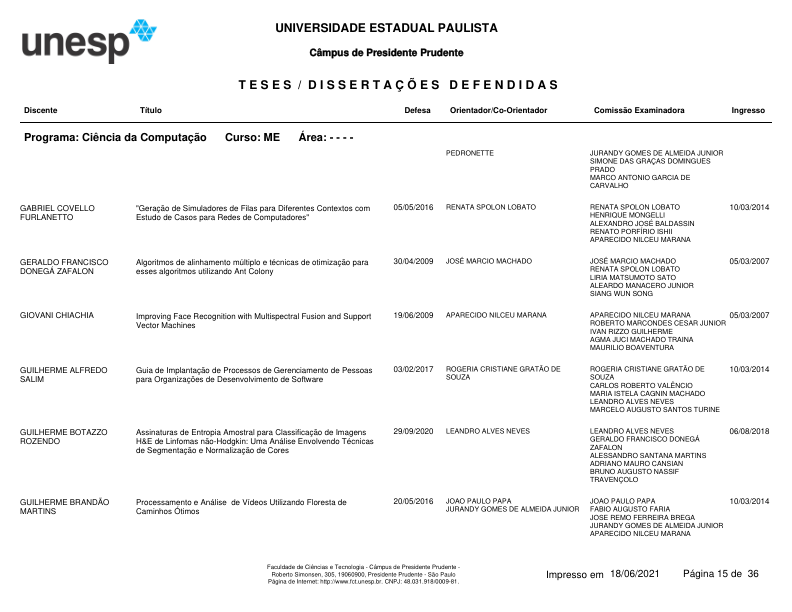 unesp
UNIVERSIDADE ESTADUAL PAULISTA
Câmpus de Presidente Prudente
TESES / DISSERTAÇÕES DEFENDIDAS
Discente Título Defesa Orientador/Co-Orientador Comissão Examinadora Ingresso
Programa: Ciência da Computação Curso: ME Área: - - - -
PEDRONETTE JURANDY GOMES DE ALMEIDA JUNIOR
SIMONE DAS GRAÇAS DOMINGUES
PRADO
MARCO ANTONIO GARCIA DE
CARVALHO
GABRIEL COVELLO "Geração de Simuladores de Filas para Diferentes Contextos com 05/05/2016 RENATA SPOLON LOBATO RENATA SPOLON LOBATO 10/03/2014
FURLANETTO Estudo de Casos para Redes de Computadores" HENRIQUE MONGELLI
ALEXANDRO JOSÉ BALDASSIN
RENATO PORFÍRIO ISHII
APARECIDO NILCEU MARANA
GERALDO FRANCISCO Algoritmos de alinhamento múltiplo e técnicas de otimização para 30/04/2009 JOSÉ MARCIO MACHADO JOSÉ MARCIO MACHADO 05/03/2007
DONEGÁ ZAFALON esses algoritmos utilizando Ant Colony RENATA SPOLON LOBATO
LIRIA MATSUMOTO SATO
ALEARDO MANACERO JUNIOR
SIANG WUN SONG
GIOVANI CHIACHIA Improving Face Recognition with Multispectral Fusion and Support 19/06/2009 APARECIDO NILCEU MARANA APARECIDO NILCEU MARANA 05/03/2007
Vector Machines ROBERTO MARCONDES CESAR JUNIOR
IVAN RIZZO GUILHERME
AGMA JUCI MACHADO TRAINA
MAURILIO BOAVENTURA
GUILHERME ALFREDO Guia de Implantação de Processos de Gerenciamento de Pessoas 03/02/2017 ROGERIA CRISTIANE GRATÃO DE ROGERIA CRISTIANE GRATÃO DE 10/03/2014
SALIM para Organizações de Desenvolvimento de Software SOUZA SOUZA
CARLOS ROBERTO VALÊNCIO
MARIA ISTELA CAGNIN MACHADO
LEANDRO ALVES NEVES
MARCELO AUGUSTO SANTOS TURINE
GUILHERME BOTAZZO Assinaturas de Entropia Amostral para Classificação de Imagens 29/09/2020 LEANDRO ALVES NEVES LEANDRO ALVES NEVES 06/08/2018
ROZENDO H&E de Linfomas não-Hodgkin: Uma Análise Envolvendo Técnicas GERALDO FRANCISCO DONEGÁ
de Segmentação e Normalização de Cores ZAFALON
ALESSANDRO SANTANA MARTINS
ADRIANO MAURO CANSIAN
BRUNO AUGUSTO NASSIF
TRAVENÇOLO
GUILHERME BRANDÃO Processamento e Análise de Vídeos Utilizando Floresta de 20/05/2016 JOAO PAULO PAPA JOAO PAULO PAPA 10/03/2014
MARTINS Caminhos Ótimos JURANDY GOMES DE ALMEIDA JUNIOR FABIO AUGUSTO FARIA
JOSE REMO FERREIRA BREGA
JURANDY GOMES DE ALMEIDA JUNIOR
APARECIDO NILCEU MARANA
Faculdade de Ciências e Tecnologia - Câmpus de Presidente Prudente -
Roberto Simonsen, 305, 19060900, Presidente Prudente - São Paulo
Página de Internet: http://www.fct.unesp.br. CNPJ: 48.031.918/0009-81.
Impresso em 18/06/2021 Página 15 de 36